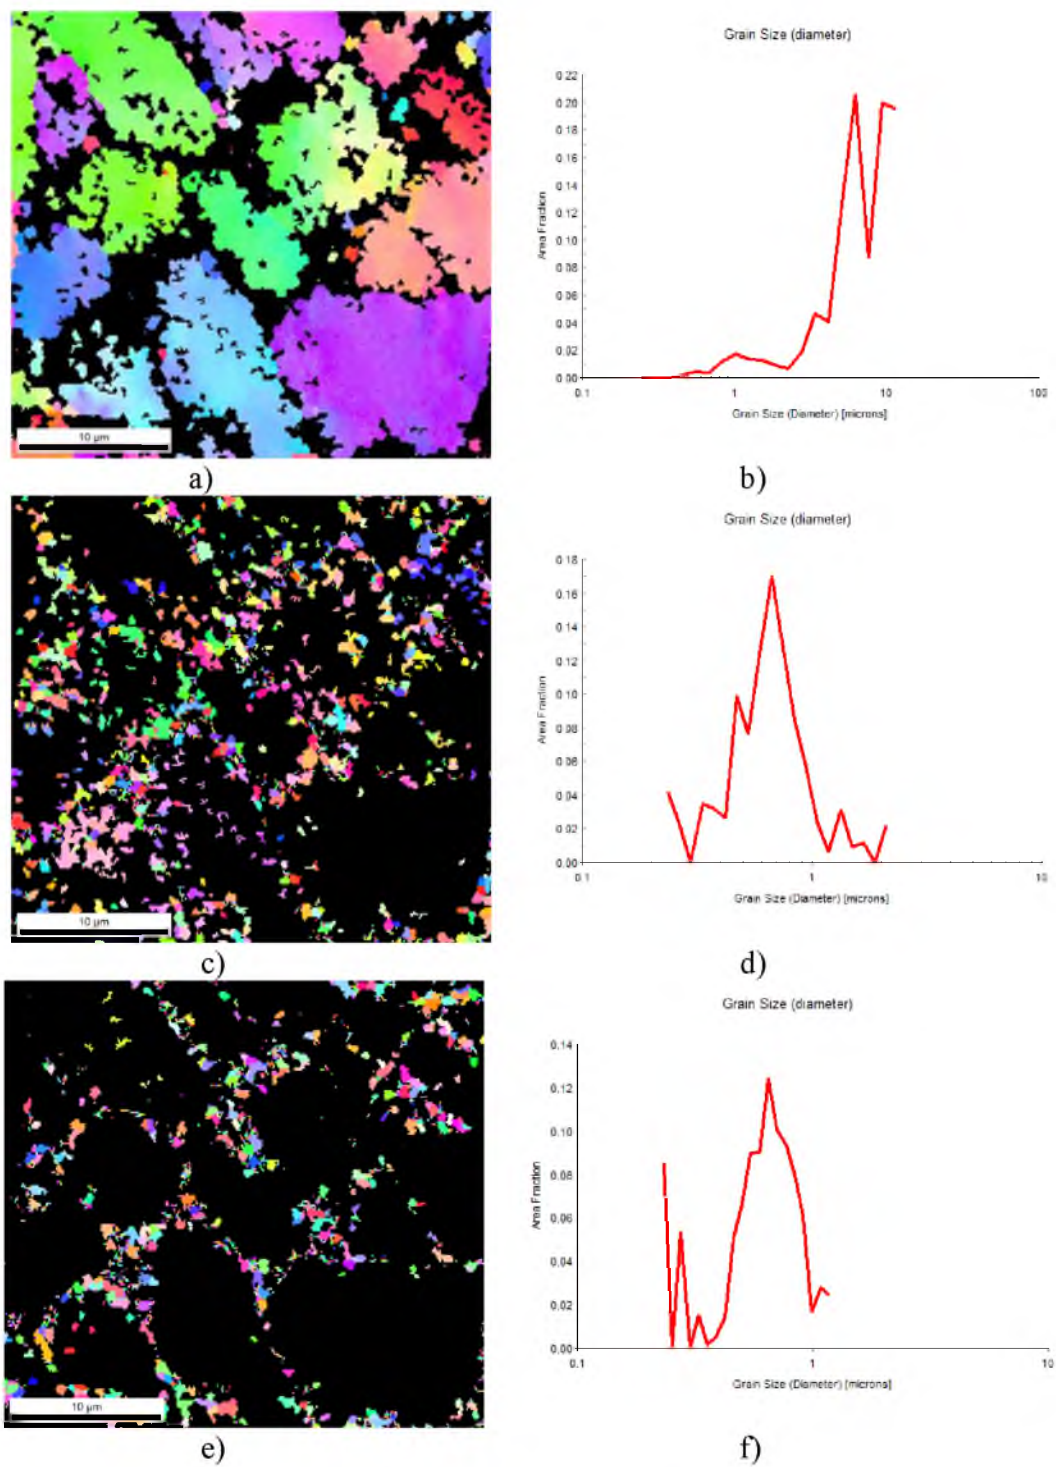 Grain Size (diameter)
0.22
0.20
0.18
0.16
0.14
0.12
0.10
0.08
0.06
0.04
0.02
0.00
Area Fraction
0.1 1 10 100
Grain Size (Diameter) [microns]
10 µm
a) b)
Grain Size (diameter)
0.18
0.16
0.14
0.12
0.10
0.08
0.06
0.04
0.02
0.00
Area Fraction
0.1 1 10
Grain Size (Diameter) [microns]
10 µm
c) d)
Grain Size (diameter)
0.14
0.12
0.10
0.08
0.06
0.04
0.02
0.00
Area Fraction
0.1 1 10
Grain Size (Diameter) [microns]
10 µm
e) f)